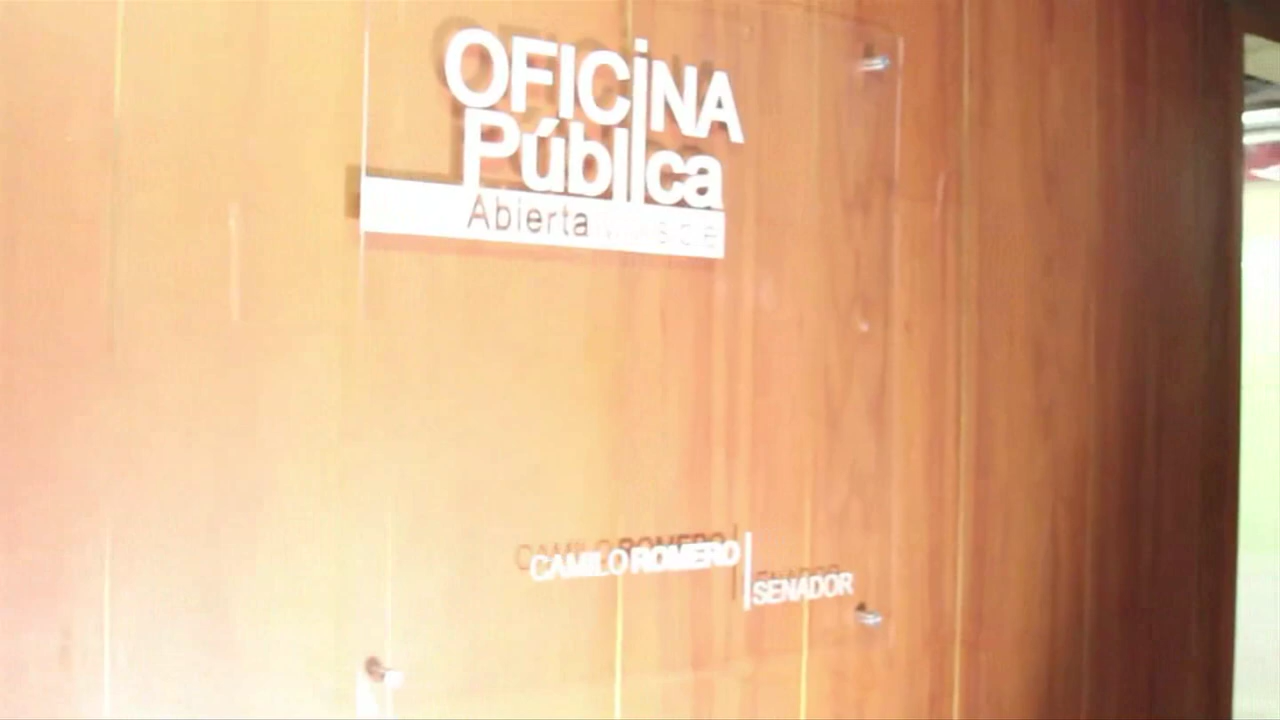 OFICINA
Pública
Abierta
CAMILO ROMERO
SENADOR